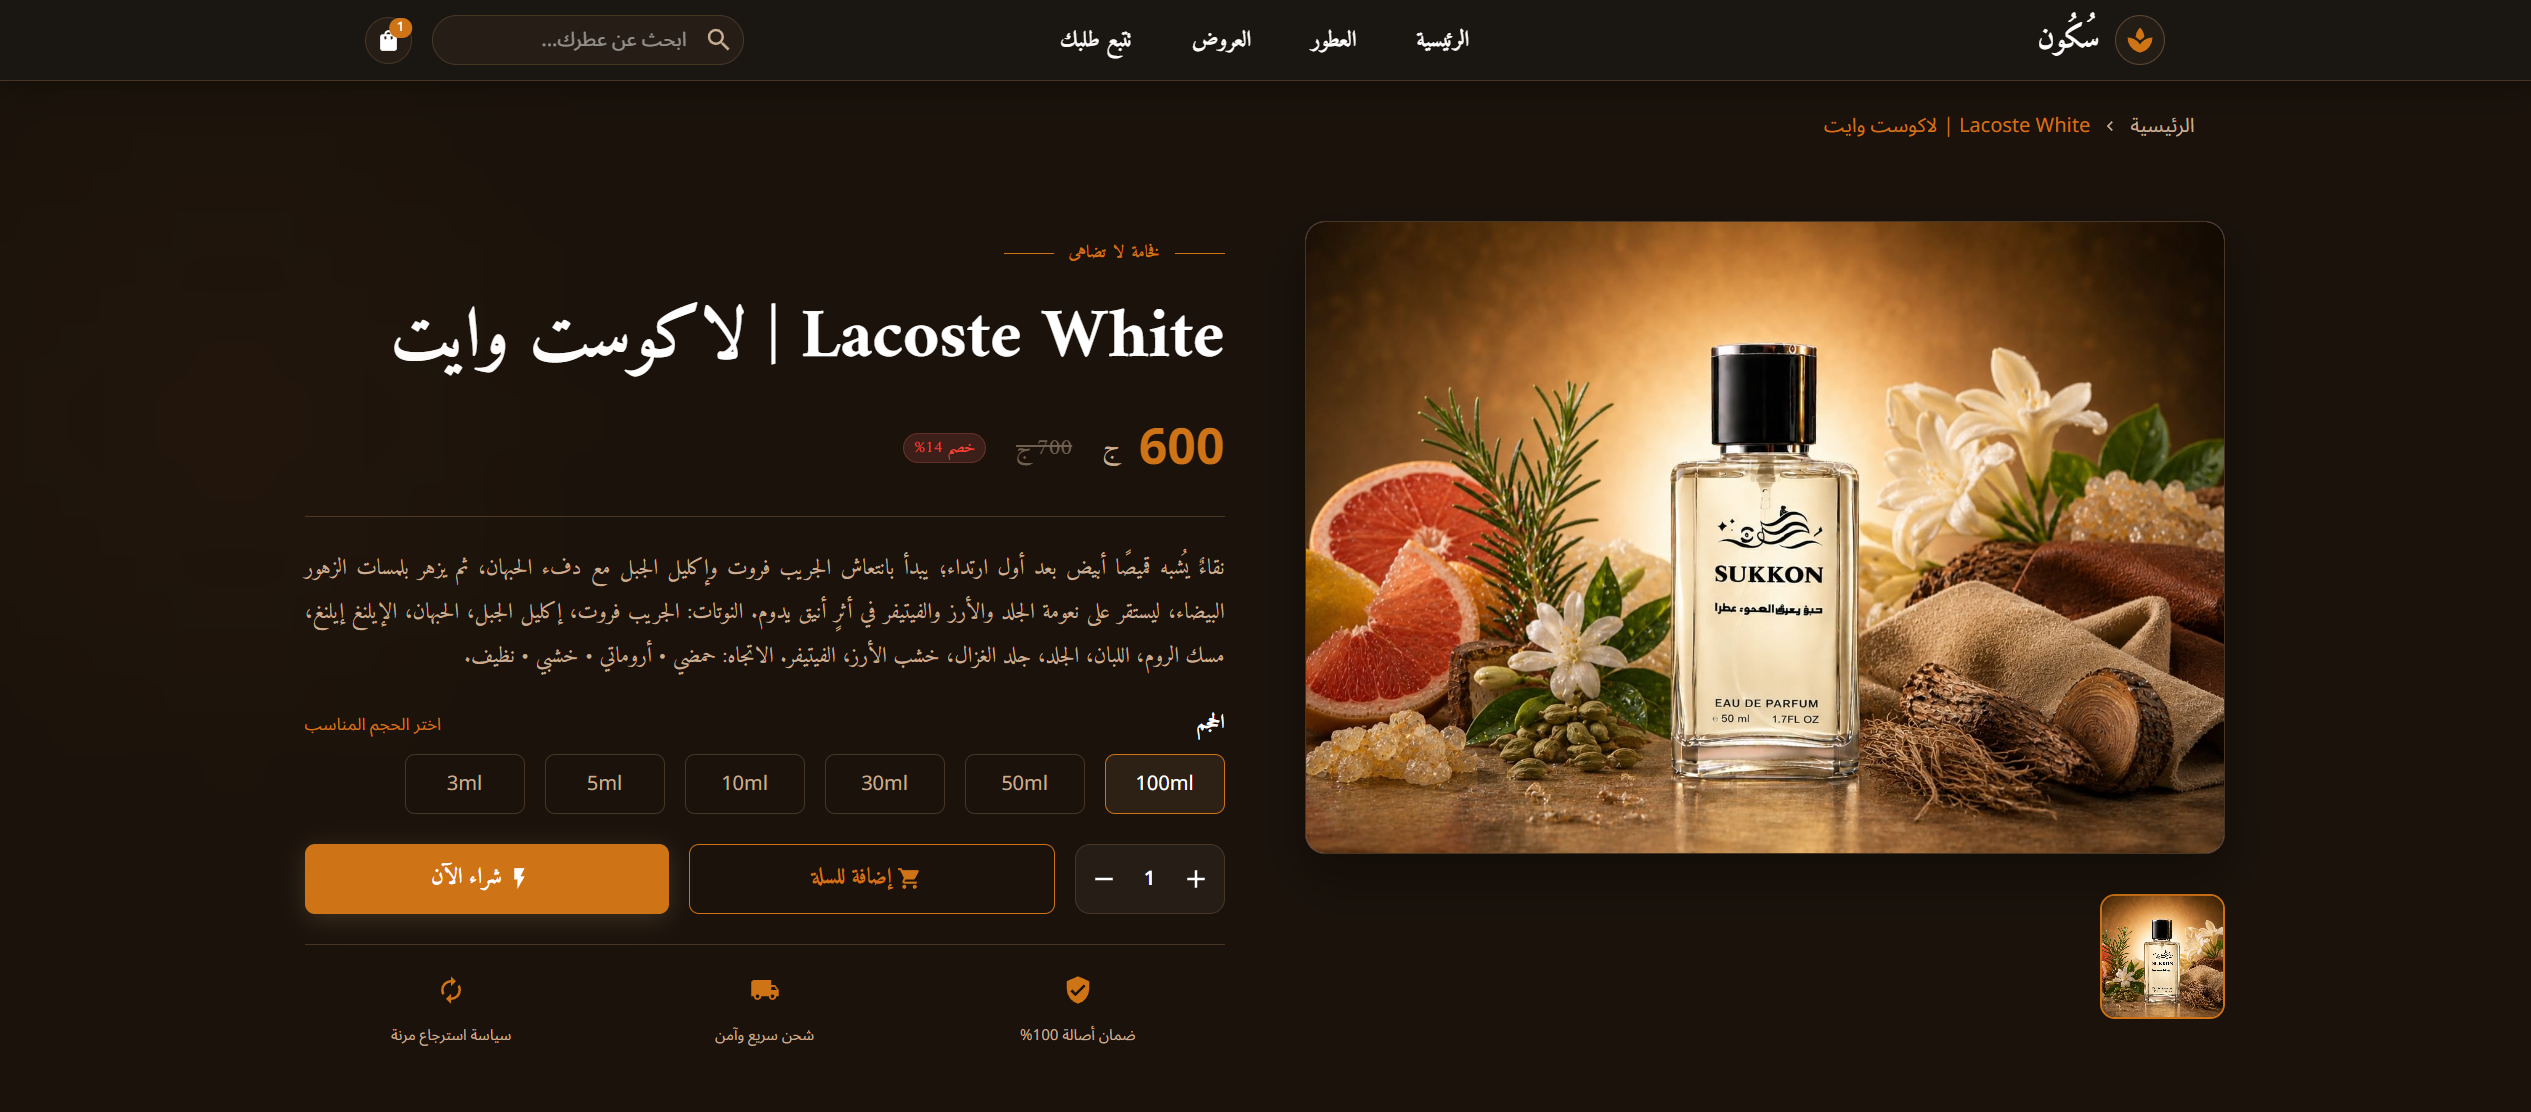 سُكُون
الرئيسية
العطور
العروض
تتبع طلبك
ابحث عن عطرك...
1
الرئيسية › Lacoste White | لاكوست وايت
فخامة لا تضاهى
Lacoste White | لاكوست وايت
600 ج 700 ج خصم 14%
نقاءٌ يُشبه قميصًا أبيض بعد أول ارتداء؛ يبدأ بانتعاش الجريب فروت وإكليل الجبل مع دفء الحبهان، ثم يزهر بلمسات الزهور
البيضاء، ليستقر على نعومة الجلد والأرز والفيتيفر في أثرٍ أنيق يدوم. النوتات: الجريب فروت، إكليل الجبل، الحبهان، الإيلنغ إيلنغ،
مسك الروم، اللبان، الجلد، جلد الغزال، خشب الأرز، الفيتيفر. الاتجاه: حمضي • أروماتي • خشبي • نظيف.
الحجم
اختر الحجم المناسب
100ml
50ml
30ml
10ml
5ml
3ml
1
إضافة للسلة
شراء الآن
ضمان أصالة 100%
شحن سريع وآمن
سياسة استرجاع مرنة
SUKKON
EAU DE PARFUM
50 ml 1.7FL OZ